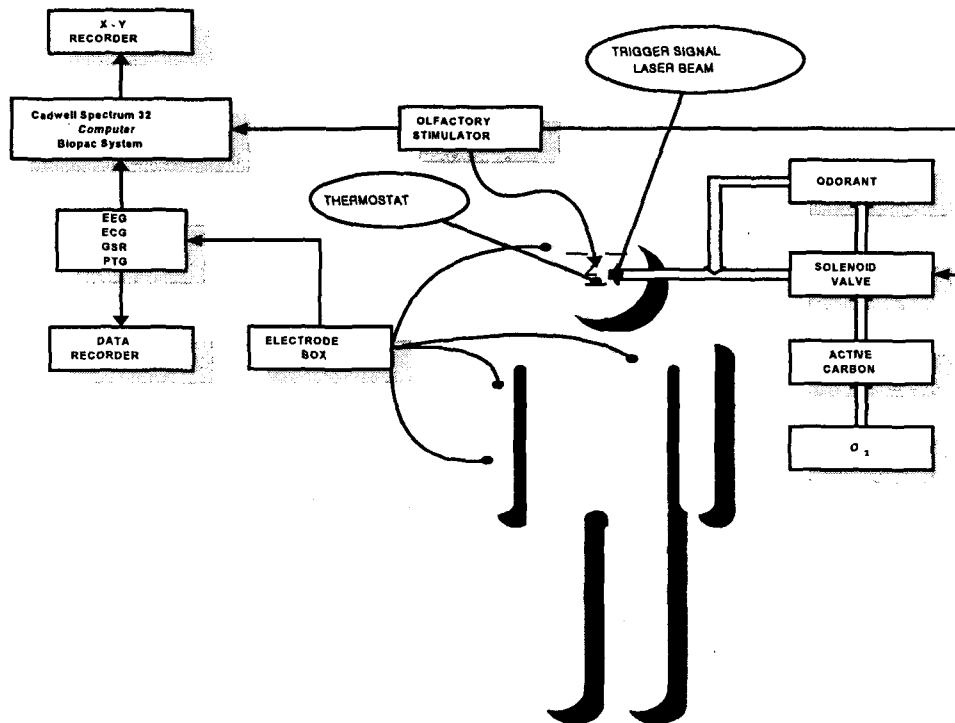 X - Y
RECORDER
TRIGGER SIGNAL
LASER BEAM
Cadwell Spectrum 32
Computer
Biopac System
OLFACTORY
STIMULATOR
THERMOSTAT
ODORANT
EEG
ECG
GSR
PTG
SOLENOID
VALVE
DATA
RECORDER
ELECTRODE
BOX
ACTIVE
CARBON
O 2